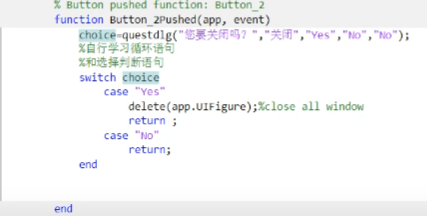 % Button pushed function: Button_2
function Button_2Pushed(app, event)
choice=questdlg("您要关闭吗？","关闭","Yes","No","No");
%自行学习循环语句
%和选择判断语句
switch choice
case "Yes"
delete(app.UIFigure);%close all window
return ;
case "No"
return;
end
end